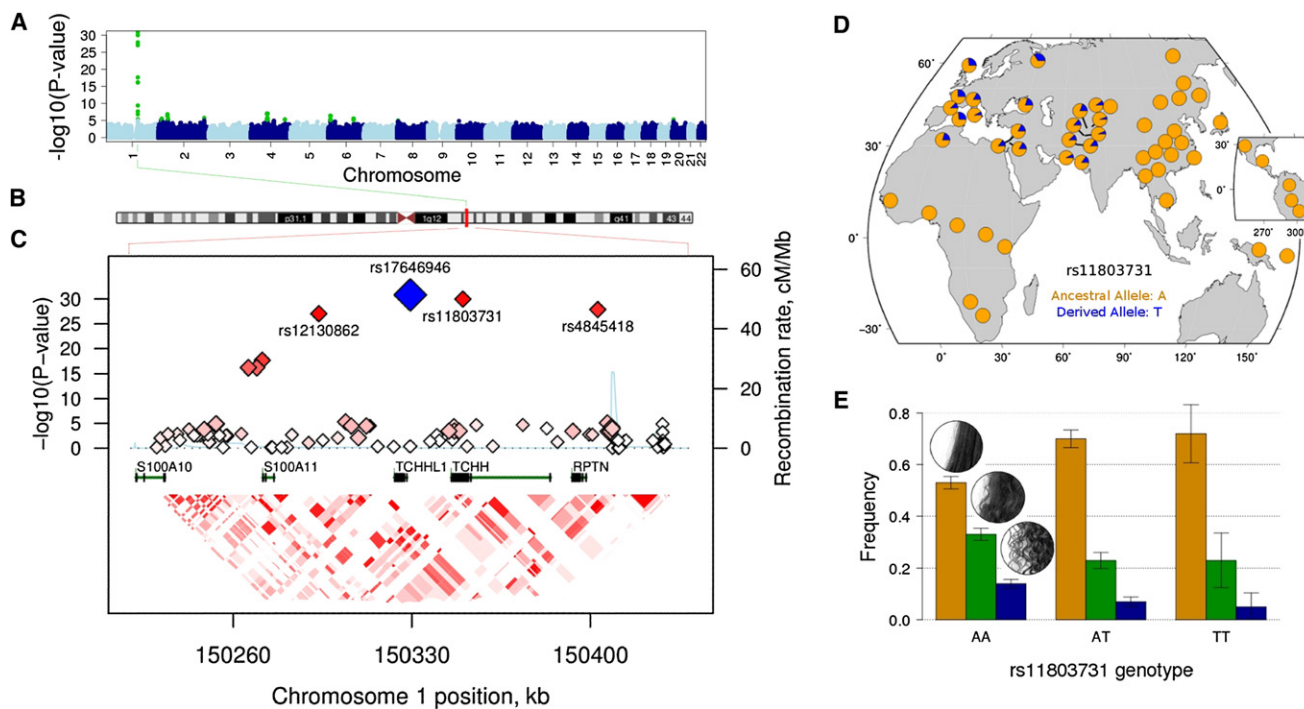 A
-log10(P-value)
30
25
20
15
10
5
0
1 2 3 4 5 6 7 8 9 10 11 12 13 14 15 16 17 18 19 20 21 22
Chromosome
B
p31.1 1q12 q41 43 44
C
-log10(P-value)
30
25
20
15
10
5
0
rs17646946
rs12130862
rs11803731
rs4845418
60
40
20
0
Recombination rate, cM/Mb
S100A10 S100A11 TCHHL1 TCHH RPTN
150260 150330 150400
Chromosome 1 position, kb
D
60°
30°
0°
−30°
0° 30° 60° 90° 120° 150°
30°
0°
270° 300°
rs11803731
Ancestral Allele: A
Derived Allele: T
E
Frequency
0.8
0.6
0.4
0.2
0.0
AA AT TT
rs11803731 genotype